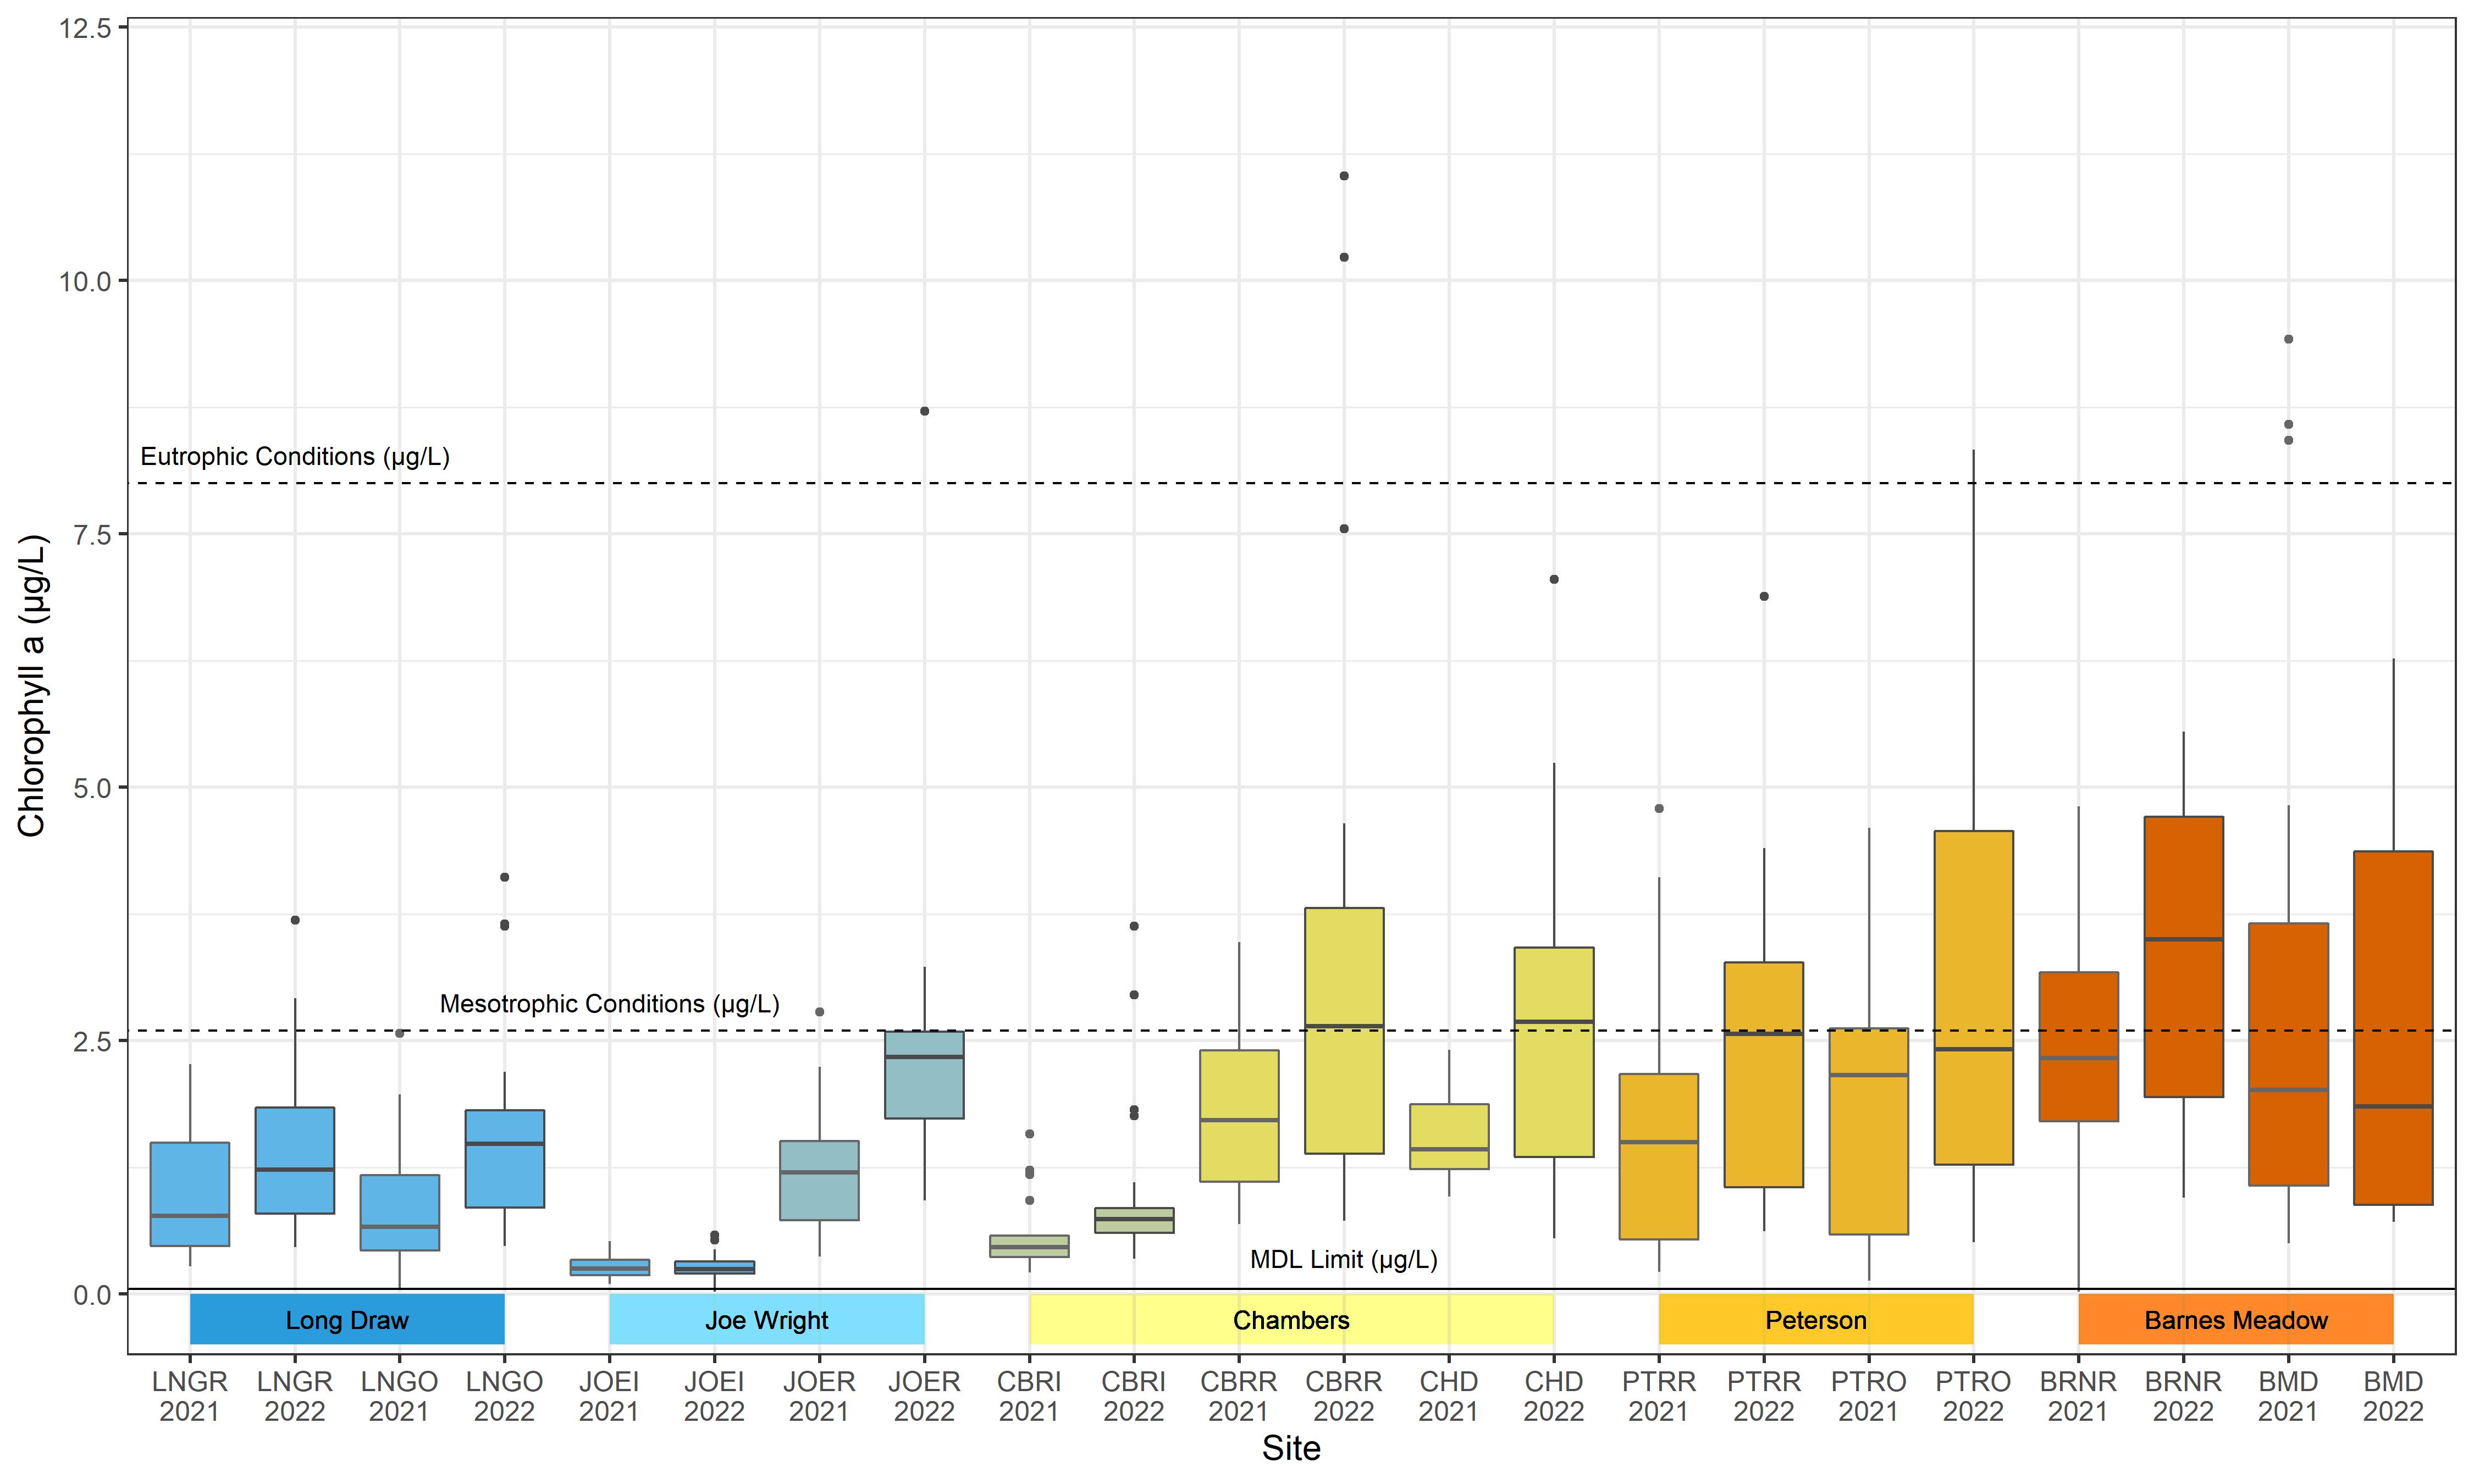 12.5
10.0
Eutrophic Conditions (µg/L)
7.5
Chlorophyll a (µg/L)
5.0
Mesotrophic Conditions (µg/L)
2.5
MDL Limit (µg/L)
0.0
Long Draw Joe Wright Chambers Peterson Barnes Meadow
LNGR LNGR LNGO LNGO JOEI JOEI JOER JOER CBRI CBRI CBRR CBRR CHD CHD PTRR PTRR PTRO PTRO BRNR BRNR BMD BMD
2021 2022 2021 2022 2021 2022 2021 2022 2021 2022 2021 2022 2021 2022 2021 2022 2021 2022 2021 2022 2021 2022
Site